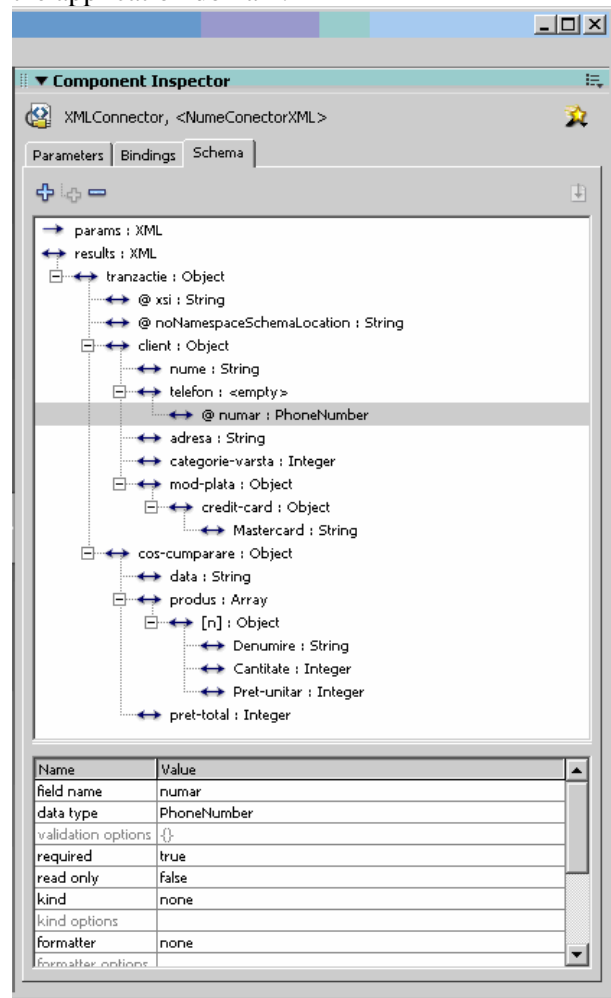 ▼ Component Inspector
XMLConnector, <NumeConectorXML>
Parameters Bindings Schema
params : XML
results : XML
tranzactie : Object
@ xsi : String
@ noNamespaceSchemaLocation : String
client : Object
nume : String
telefon : <empty>
@ numar : PhoneNumber
adresa : String
categorie-varsta : Integer
mod-plata : Object
credit-card : Object
Mastercard : String
cos-cumparare : Object
data : String
produs : Array
[n] : Object
Denumire : String
Cantitate : Integer
Pret-unitar : Integer
pret-total : Integer
Name Value
field name numar
data type PhoneNumber
validation options {}
required true
read only false
kind none
kind options
formatter none
formatter options